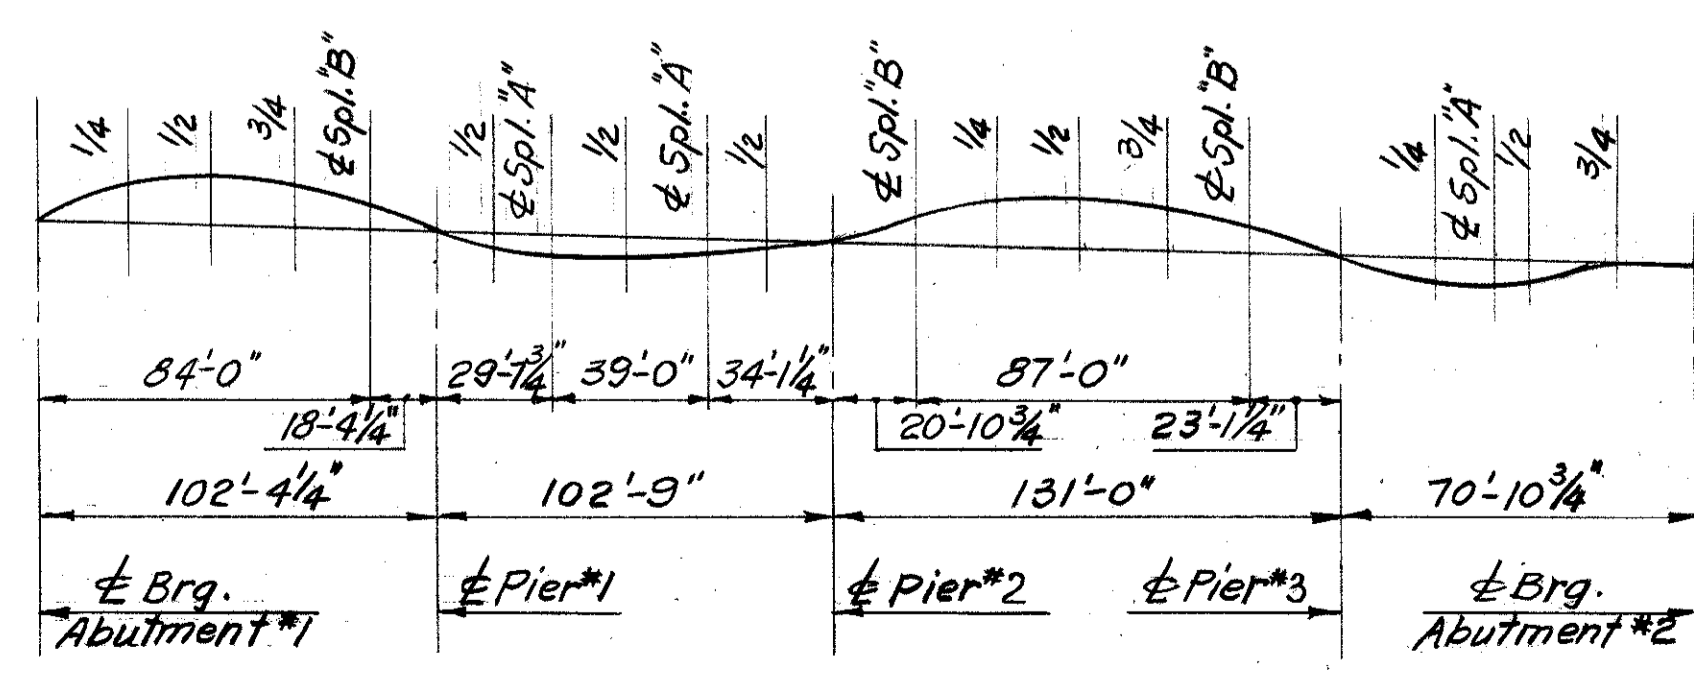 1/4
1/2
3/4
℄ Spl. "B"
1/2
℄ Spl. "A"
1/2
℄ Spl. "A"
1/2
℄ Spl. "B"
1/4
1/2
3/4
℄ Spl. "B"
1/4
℄ Spl. "A"
1/2
3/4
84'-0"
29'-7 3/4"
39'-0"
34'-1 1/4"
87'-0"
18'-4 1/4"
20'-10 3/4"
23'-1 1/4"
102'-4 1/4"
102'-9"
131'-0"
70'-10 3/4"
℄ Brg.
Abutment #1
℄ Pier #1
℄ Pier #2
℄ Pier #3
℄ Brg.
Abutment #2